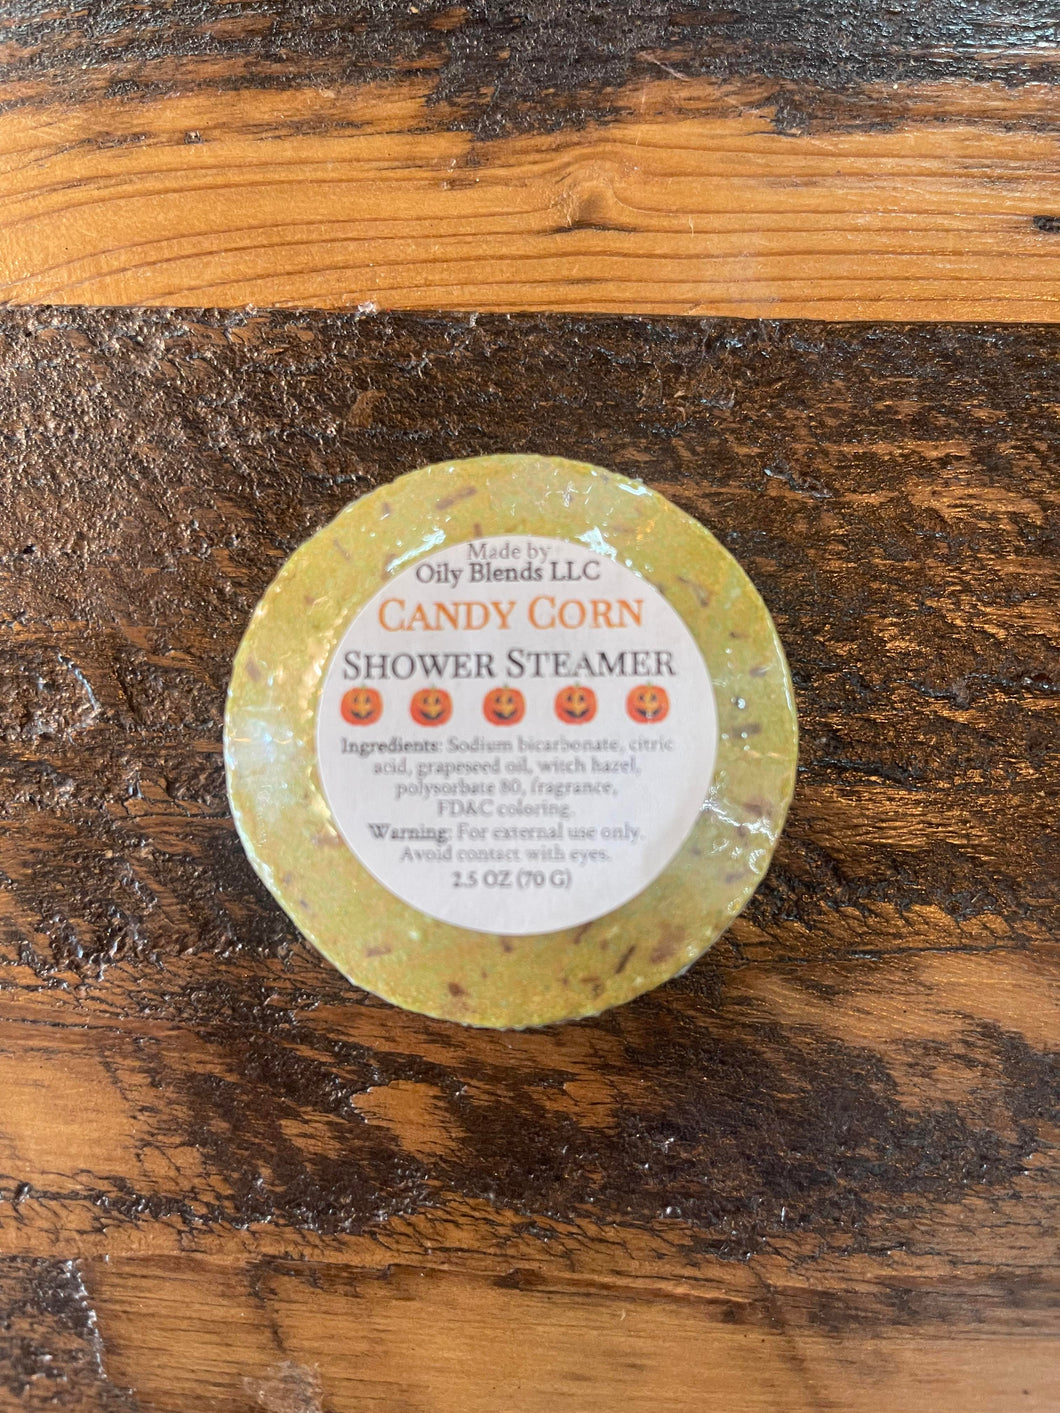 Made by
Oily Blends LLC
CANDY CORN
SHOWER STEAMER
Ingredients: Sodium bicarbonate, citric
acid, grapeseed oil, witch hazel,
polysorbate 80, fragrance,
FD&C coloring.
Warning: For external use only.
Avoid contact with eyes.
2.5 OZ (70 G)